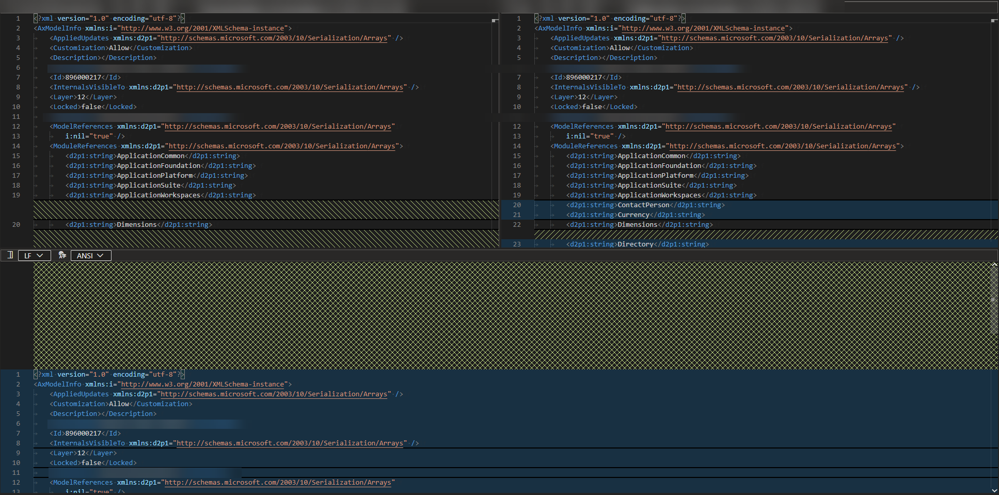 1 <?xml version="1.0" encoding="utf-8"?>
2 <AxModelInfo xmlns:i="http://www.w3.org/2001/XMLSchema-instance">
3 <AppliedUpdates xmlns:d2p1="http://schemas.microsoft.com/2003/10/Serialization/Arrays" />
4 <Customization>Allow</Customization>
5 <Description></Description>
6
7 <Id>896000217</Id>
8 <InternalsVisibleTo xmlns:d2p1="http://schemas.microsoft.com/2003/10/Serialization/Arrays" />
9 <Layer>12</Layer>
10 <Locked>false</Locked>
11
12 <ModelReferences xmlns:d2p1="http://schemas.microsoft.com/2003/10/Serialization/Arrays"
13 i:nil="true" />
14 <ModuleReferences xmlns:d2p1="http://schemas.microsoft.com/2003/10/Serialization/Arrays">
15 <d2p1:string>ApplicationCommon</d2p1:string>
16 <d2p1:string>ApplicationFoundation</d2p1:string>
17 <d2p1:string>ApplicationPlatform</d2p1:string>
18 <d2p1:string>ApplicationSuite</d2p1:string>
19 <d2p1:string>ApplicationWorkspaces</d2p1:string>
20 <d2p1:string>Dimensions</d2p1:string>
1 <?xml version="1.0" encoding="utf-8"?>
2 <AxModelInfo xmlns:i="http://www.w3.org/2001/XMLSchema-instance">
3 <AppliedUpdates xmlns:d2p1="http://schemas.microsoft.com/2003/10/Serialization/Arrays" />
4 <Customization>Allow</Customization>
5 <Description></Description>
7 <Id>896000217</Id>
8 <InternalsVisibleTo xmlns:d2p1="http://schemas.microsoft.com/2003/10/Serialization/Arrays" />
9 <Layer>12</Layer>
10 <Locked>false</Locked>
12 <ModelReferences xmlns:d2p1="http://schemas.microsoft.com/2003/10/Serialization/Arrays"
13 i:nil="true" />
14 <ModuleReferences xmlns:d2p1="http://schemas.microsoft.com/2003/10/Serialization/Arrays">
15 <d2p1:string>ApplicationCommon</d2p1:string>
16 <d2p1:string>ApplicationFoundation</d2p1:string>
17 <d2p1:string>ApplicationPlatform</d2p1:string>
18 <d2p1:string>ApplicationSuite</d2p1:string>
19 <d2p1:string>ApplicationWorkspaces</d2p1:string>
20 <d2p1:string>ContactPerson</d2p1:string>
21 <d2p1:string>Currency</d2p1:string>
22 <d2p1:string>Dimensions</d2p1:string>
23 <d2p1:string>Directory</d2p1:string>
LF ANSI
1 <?xml version="1.0" encoding="utf-8"?>
2 <AxModelInfo xmlns:i="http://www.w3.org/2001/XMLSchema-instance">
3 <AppliedUpdates xmlns:d2p1="http://schemas.microsoft.com/2003/10/Serialization/Arrays" />
4 <Customization>Allow</Customization>
5 <Description></Description>
6
7 <Id>896000217</Id>
8 <InternalsVisibleTo xmlns:d2p1="http://schemas.microsoft.com/2003/10/Serialization/Arrays" />
9 <Layer>12</Layer>
10 <Locked>false</Locked>
11
12 <ModelReferences xmlns:d2p1="http://schemas.microsoft.com/2003/10/Serialization/Arrays"
13 i:nil="true" />